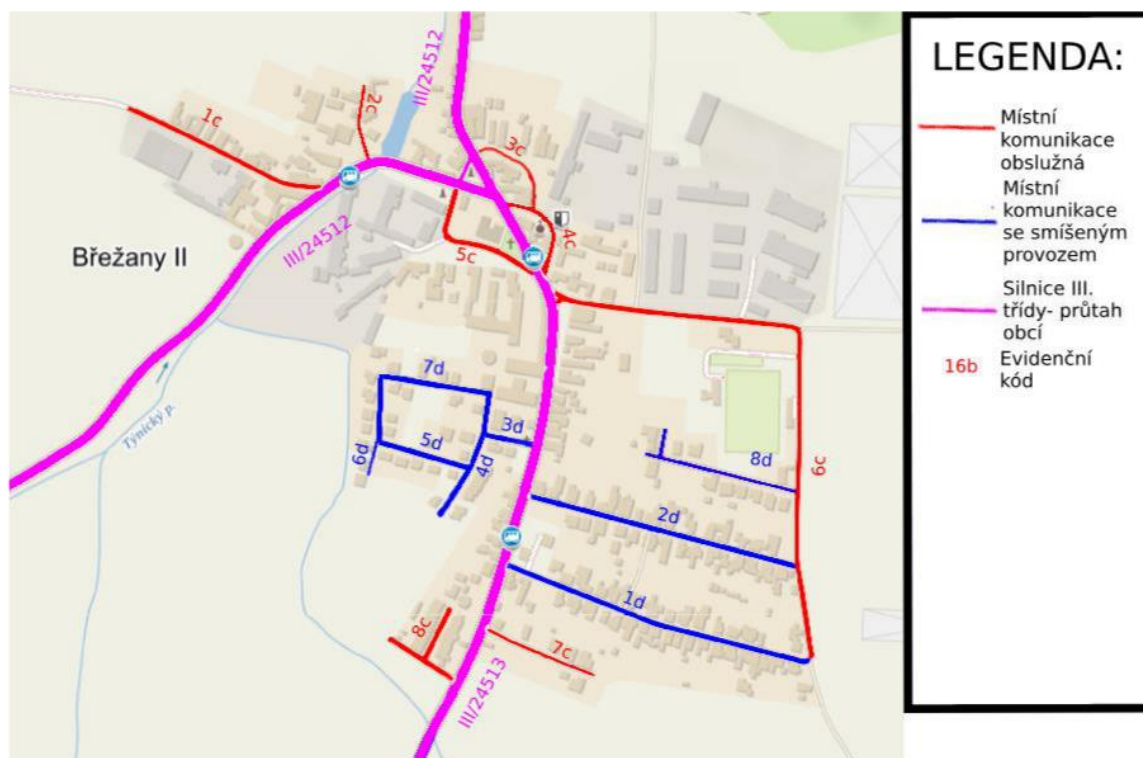 III/24512
2c
1c
3c
4c
5c
III/24512
Břežany II
7d
3d
Týnický p.
6d
5d
4d
8d
9c
2d
1d
8c
7c
III/24513
LEGENDA:
Místní
komunikace
obslužná
Místní
komunikace
se smíšeným
provozem
Silnice III.
třídy- průtah
obcí
16b
Evidenční
kód